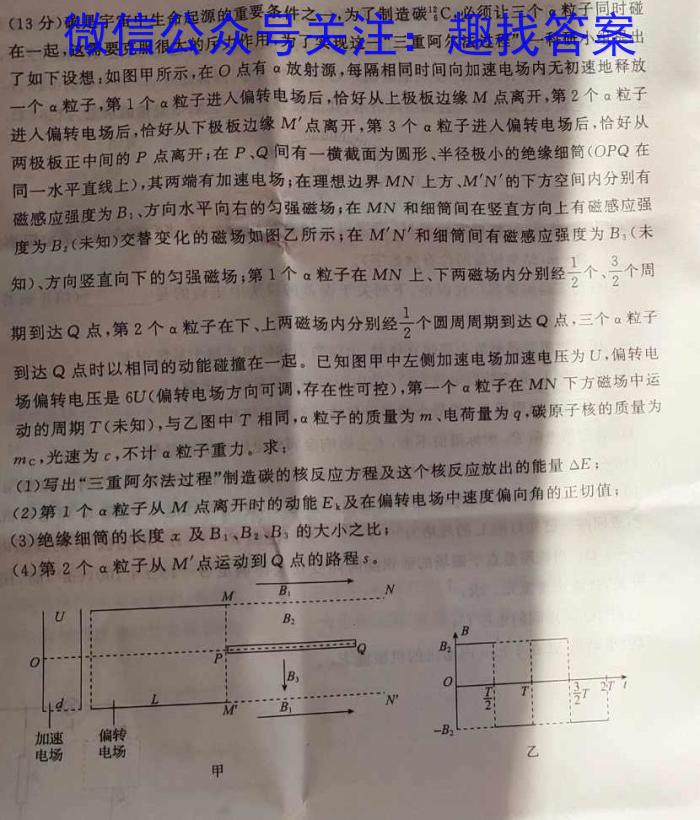 (13 分)
微信公众号关注：趣找答案
宇宙中生命起源的重要条件之一,为了制造碳¹²₆C,必须让三个α粒子同时碰
在一起,这需要克服很大的斥力作用,为了实现这一"三重阿尔法过程",
了如下设想:如图甲所示,在O点有α放射源,每隔相同时间向加速电场内无初速地释放
一个α粒子,第1个α粒子进入偏转电场后,恰好从上极板边缘M点离开,第2个α粒子
进入偏转电场后,恰好从下极板边缘M′点离开,第3个α粒子进入偏转电场后,恰好从
两极板正中间的P点离开;在P、Q间有一横截面为圆形、半径极小的绝缘细筒(OPQ在
同一水平直线上),其两端有加速电场;在理想边界MN上方、M′N′的下方空间内分别有
磁感应强度为B₁、方向水平向右的匀强磁场;在MN和细筒间在竖直方向上有磁感应强
度为B₂(未知)交替变化的磁场如图乙所示;在M′N′和细筒间有磁感应强度为B₃(未
知)、方向竖直向下的匀强磁场;第1个α粒子在MN上、下两磁场内分别经1/2个、3/2个周
期到达Q点,第2个α粒子在下、上两磁场内分别经1/2个圆周周期到达Q点,三个α粒子
到达Q点时以相同的动能碰撞在一起。已知图甲中左侧加速电场加速电压为U,偏转电
场偏转电压是6U(偏转电场方向可调,存在性可控),第一个α粒子在MN下方磁场中运
动的周期T(未知),与乙图中T相同,α粒子的质量为m、电荷量为q,碳原子核的质量为
mC,光速为c,不计α粒子重力。求:
(1)写出"三重阿尔法过程"制造碳的核反应方程及这个核反应放出的能量ΔE;
(2)第1个α粒子从M点离开时的动能Eₖ及在偏转电场中速度偏向角的正切值;
(3)绝缘细筒的长度x及B₁、B₂、B₃的大小之比;
(4)第2个α粒子从M′点运动到Q点的路程s。
M B₁ N
U B₂
O P Q
B₃
d L M′ B₁ N′
加速电场
偏转电场
甲
B
B₂
O T/2 T 3/2T 2T t
-B₂
乙